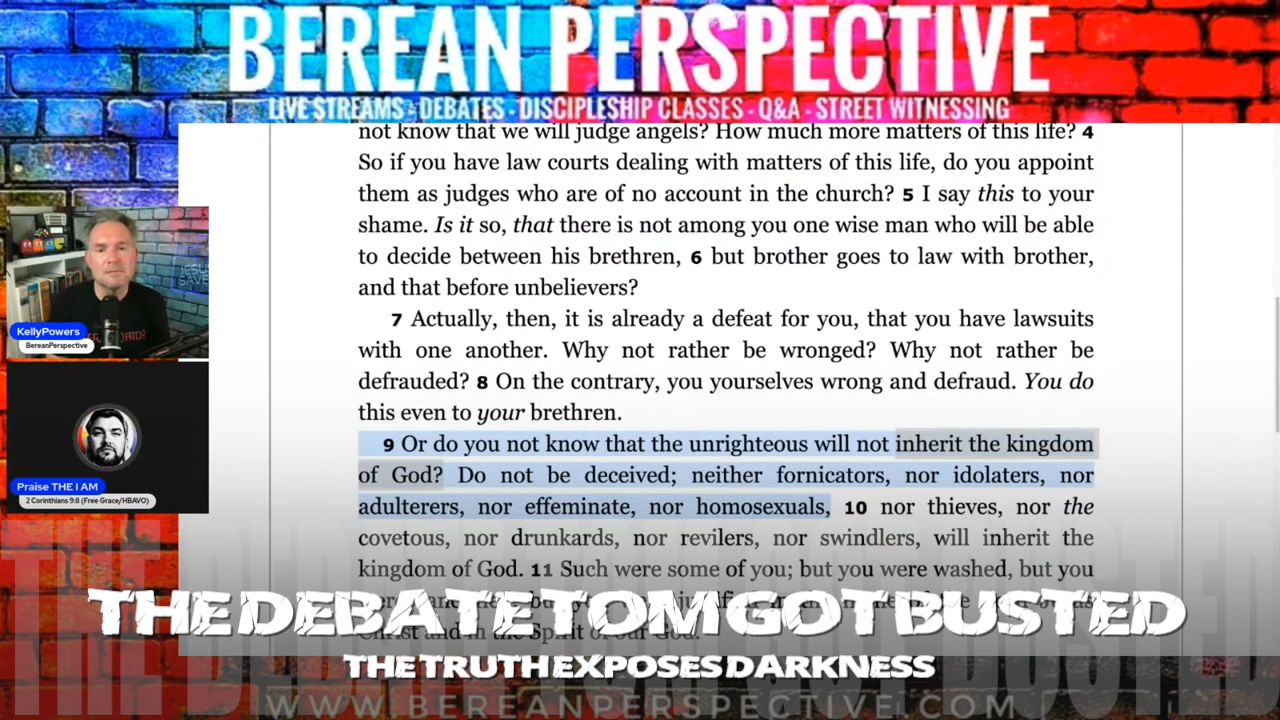 BEREAN PERSPECTIVE
LIVE STREAMS - DEBATES - DISCIPLESHIP CLASSES - Q&A - STREET WITNESSING
not know that we will judge angels? How much more matters of this life? 4
So if you have law courts dealing with matters of this life, do you appoint
them as judges who are of no account in the church? 5 I say this to your
shame. Is it so, that there is not among you one wise man who will be able
to decide between his brethren, 6 but brother goes to law with brother,
and that before unbelievers?
7 Actually, then, it is already a defeat for you, that you have lawsuits
with one another. Why not rather be wronged? Why not rather be
defrauded? 8 On the contrary, you yourselves wrong and defraud. You do
this even to your brethren.
9 Or do you not know that the unrighteous will not inherit the kingdom
of God? Do not be deceived; neither fornicators, nor idolaters, nor
adulterers, nor effeminate, nor homosexuals, 10 nor thieves, nor the
covetous, nor drunkards, nor revilers, nor swindlers, will inherit the
kingdom of God. 11 Such were some of you; but you were washed, but you
and in the Spirit of our God.
JESUS
SAVES
KellyPowers
BereanPerspective
Praise THE I AM
2 Corinthians 9:8 (Free Grace/HBAVO)
THE DEBATE TOM GOT BUSTED
THE TRUTH EXPOSES DARKNESS
WWW.BEREANPERSPECTIVE.COM